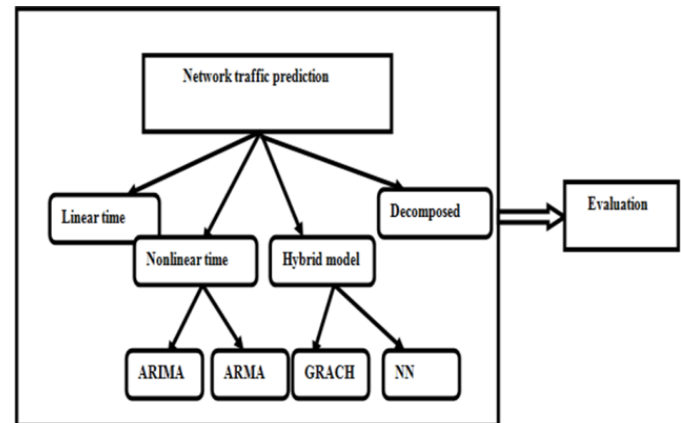 Network traffic prediction
Linear time
Decomposed
Evaluation
Nonlinear time
Hybrid model
ARIMA
ARMA
GRACH
NN